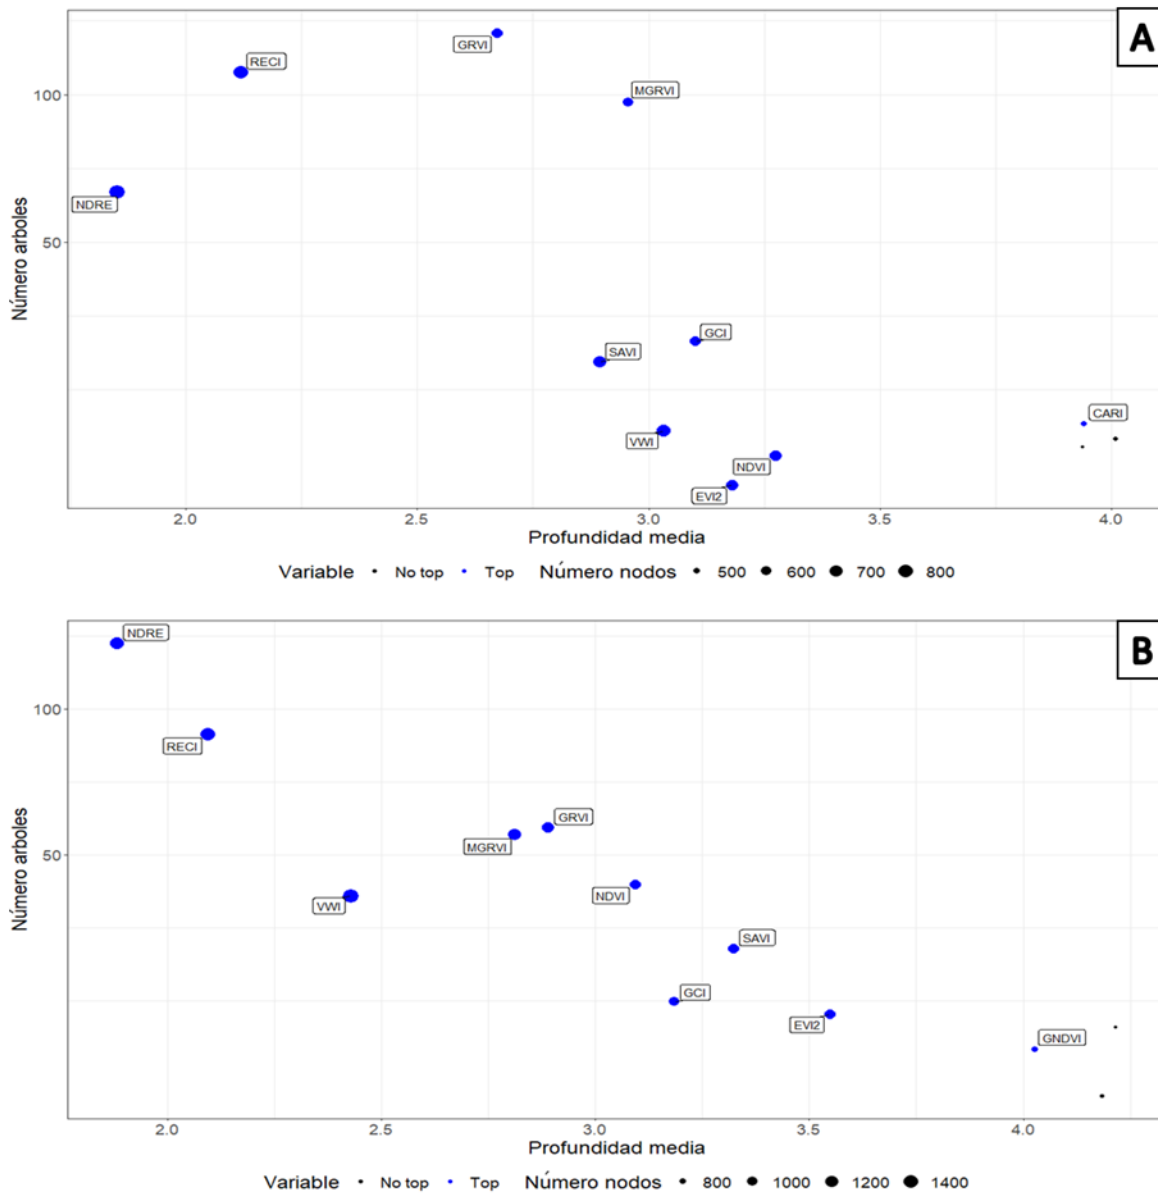 A
GRVI
RECI
MGRVI
100
NDRE
50
Número arboles
GCI
SAVI
CARI
VWI
NDVI
EVI2
2.0 2.5 3.0 3.5 4.0
Profundidad media
Variable No top Top Número nodos 500 600 700 800
B
NDRE
100
RECI
GRVI
MGRVI
50
Número arboles
NDVI
VWI
SAVI
GCI
EVI2
GNDVI
2.0 2.5 3.0 3.5 4.0
Profundidad media
Variable No top Top Número nodos 800 1000 1200 1400